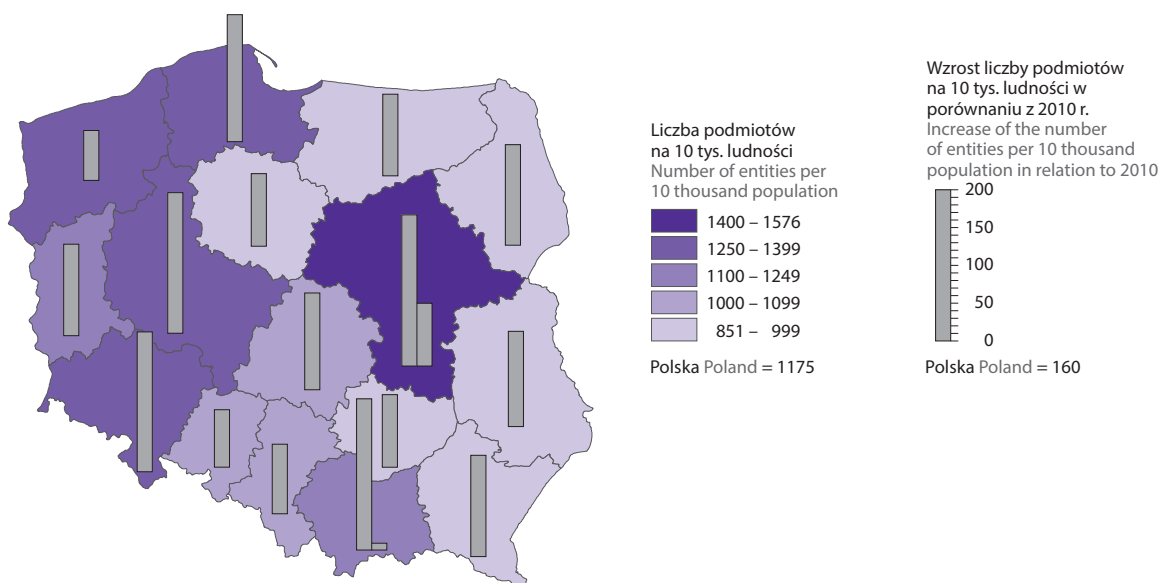 Liczba podmiotów
na 10 tys. ludności
Number of entities per
10 thousand population
1400 – 1576
1250 – 1399
1100 – 1249
1000 – 1099
851 – 999
Polska Poland = 1175
Wzrost liczby podmiotów
na 10 tys. ludności w
porównaniu z 2010 r.
Increase of the number
of entities per 10 thousand
population in relation to 2010
200
150
100
50
0
Polska Poland = 160